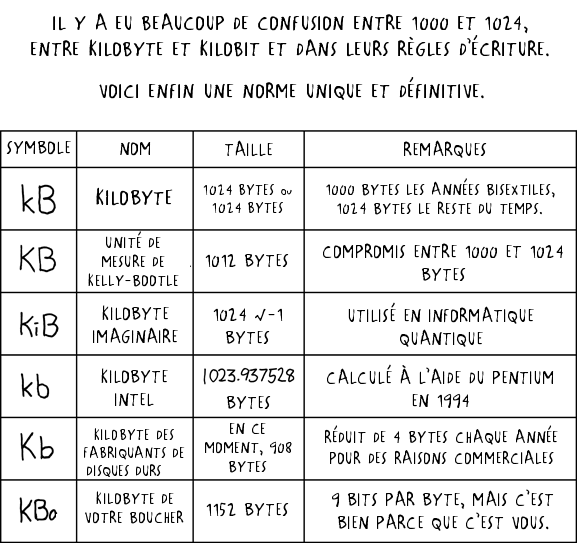 IL Y A EU BEAUCOUP DE CONFUSION ENTRE 1000 ET 1024,
ENTRE KILOBYTE ET KILOBIT ET DANS LEURS RÈGLES D'ÉCRITURE.
VOICI ENFIN UNE NORME UNIQUE ET DÉFINITIVE.
SYMBOLE NOM TAILLE REMARQUES
kB
KILOBYTE
1024 BYTES OU
1024 BYTES
1000 BYTES LES ANNÉES BISEXTILES,
1024 BYTES LE RESTE DU TEMPS.
KB
UNITÉ DE
MESURE DE
KELLY-BOOTLE
1012 BYTES
COMPROMIS ENTRE 1000 ET 1024
BYTES
KiB
KILOBYTE
IMAGINAIRE
1024 √-1
BYTES
UTILISÉ EN INFORMATIQUE
QUANTIQUE
kb
KILOBYTE
INTEL
1023.937528
BYTES
CALCULÉ À L'AIDE DU PENTIUM
EN 1994
Kb
KILOBYTE DES
FABRIQUANTS DE
DISQUES DURS
EN CE
MOMENT, 908
BYTES
RÉDUIT DE 4 BYTES CHAQUE ANNÉE
POUR DES RAISONS COMMERCIALES
KBo
KILOBYTE DE
VOTRE BOUCHER
1152 BYTES
9 BITS PAR BYTE, MAIS C'EST
BIEN PARCE QUE C'EST VOUS.